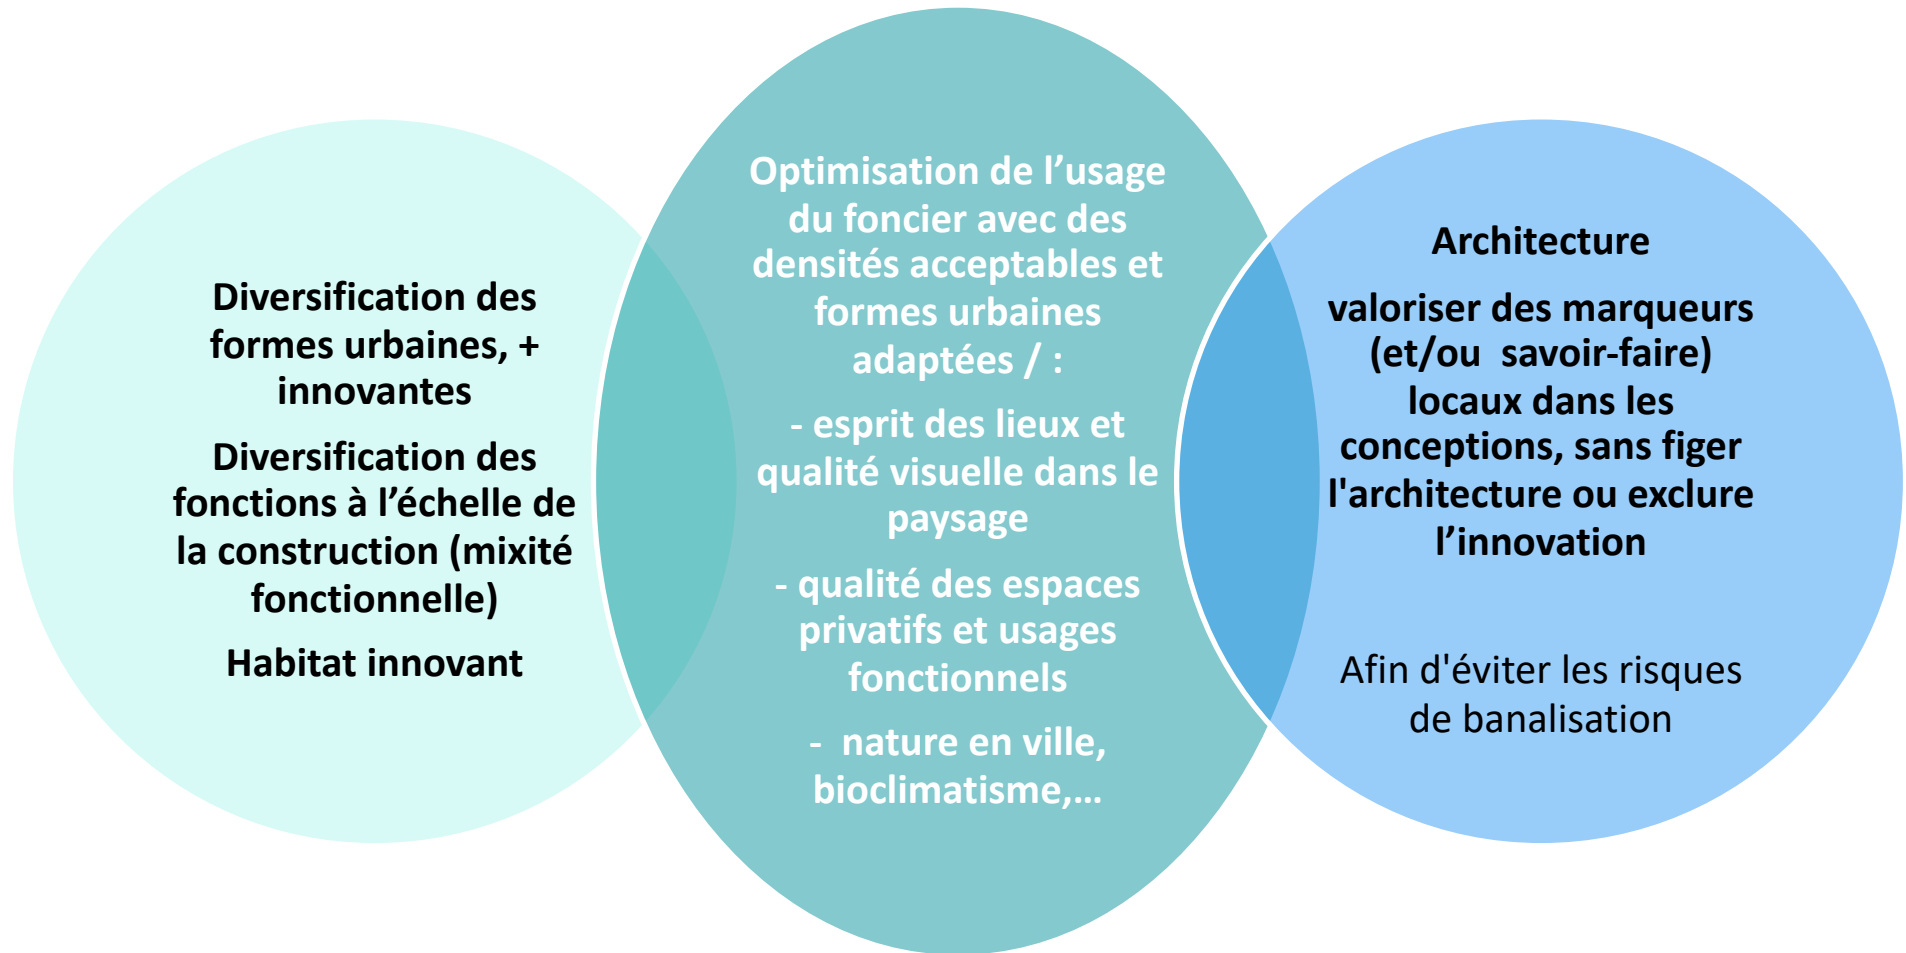 Diversification des
formes urbaines, +
innovantes
Diversification des
fonctions à l’échelle de
la construction (mixité
fonctionnelle)
Habitat innovant
Optimisation de l’usage
du foncier avec des
densités acceptables et
formes urbaines
adaptées / :
- esprit des lieux et
qualité visuelle dans le
paysage
- qualité des espaces
privatifs et usages
fonctionnels
- nature en ville,
bioclimatisme,…
Architecture
valoriser des marqueurs
(et/ou savoir-faire)
locaux dans les
conceptions, sans figer
l'architecture ou exclure
l’innovation
Afin d'éviter les risques
de banalisation